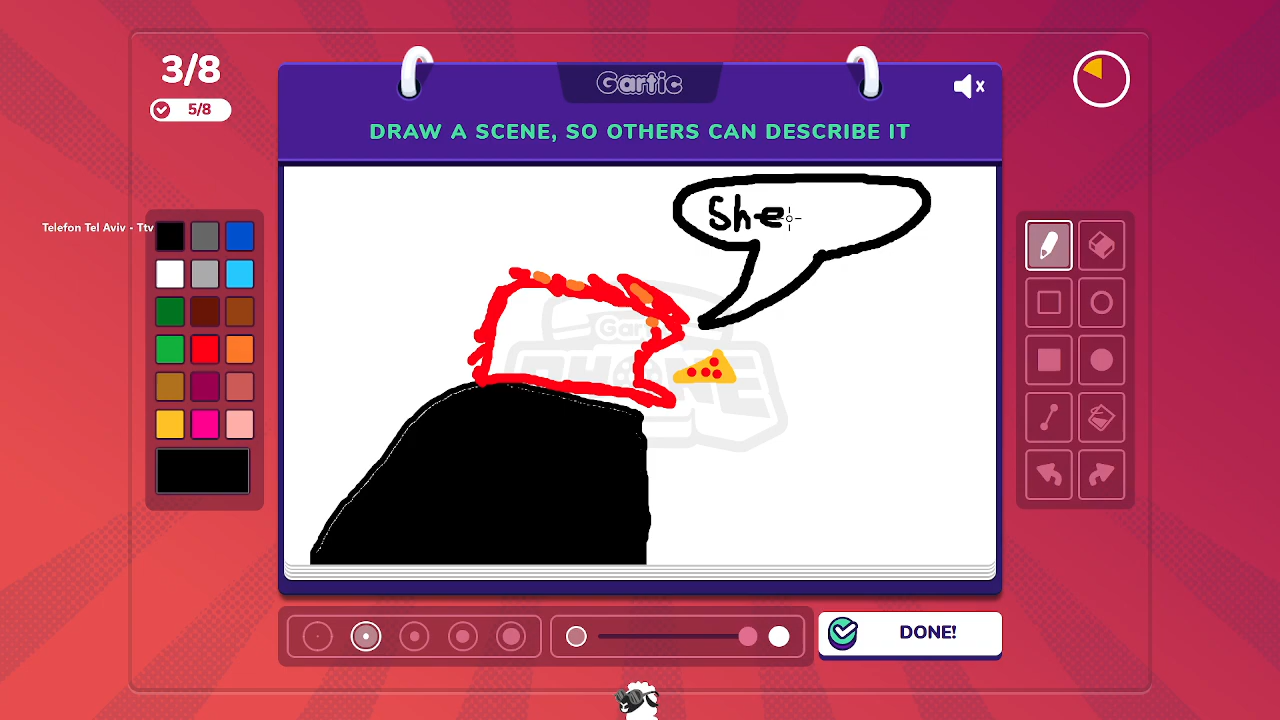 3/8
5/8
Gartic
DRAW A SCENE, SO OTHERS CAN DESCRIBE IT
Telefon Tel Aviv - Ttv
She
DONE!